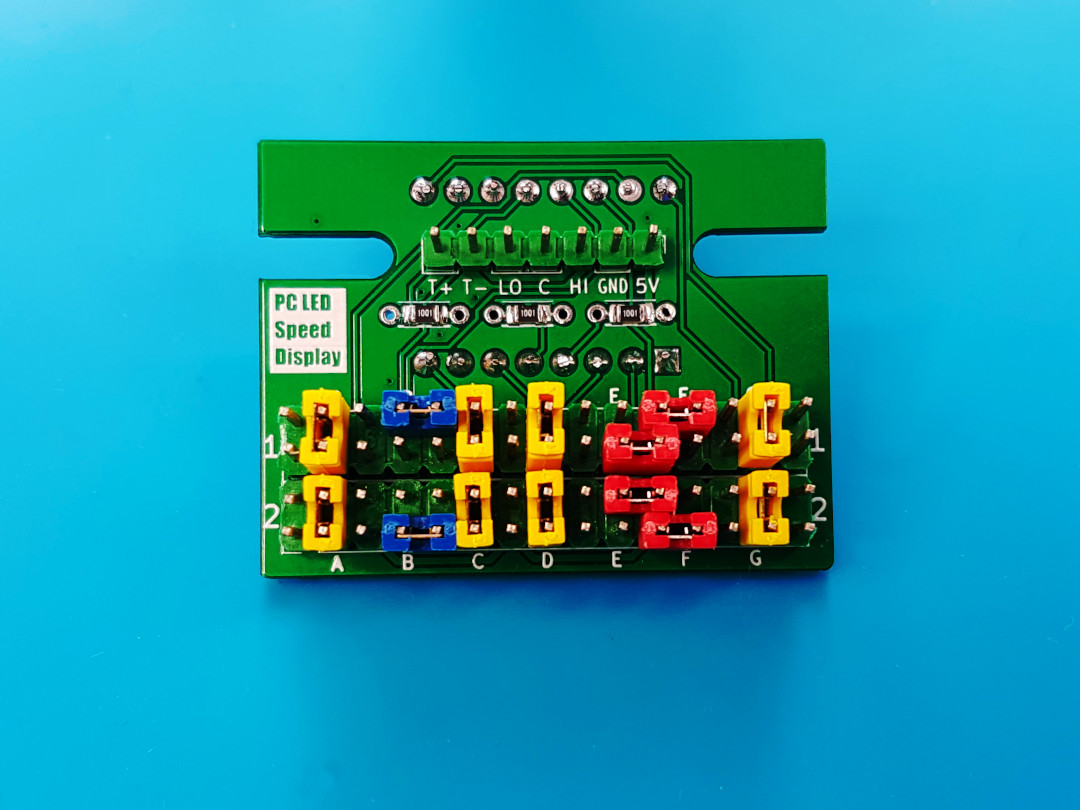 T+ T- LO C HI GND 5V
1001 1001 1001
PC LED
Speed
Display
E F
1 1
2 2
A B C D E F G